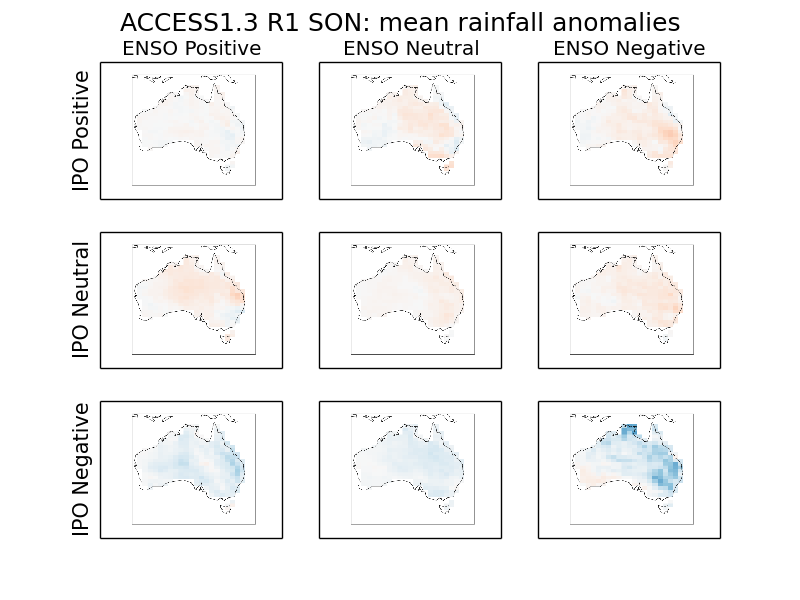 ACCESS1.3 R1 SON: mean rainfall anomalies
ENSO Positive
ENSO Neutral
ENSO Negative
IPO Positive
IPO Neutral
IPO Negative